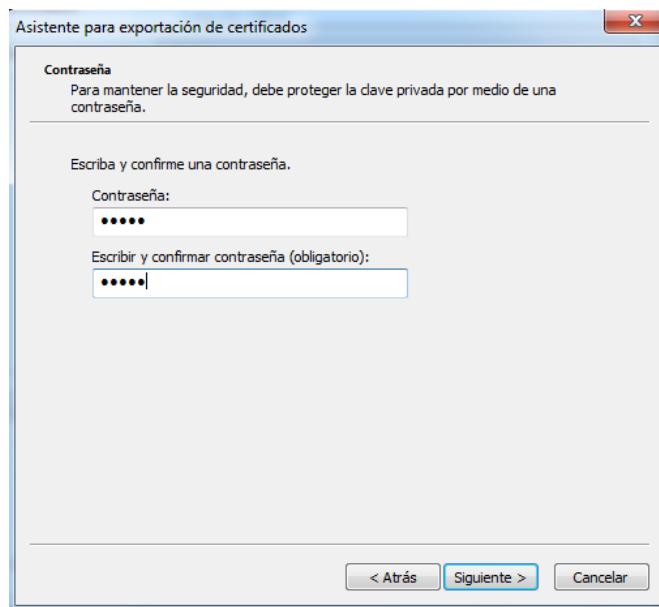 Asistente para exportación de certificados
Contraseña
Para mantener la seguridad, debe proteger la clave privada por medio de una
contraseña.
Escriba y confirme una contraseña.
Contraseña:
•••••
Escribir y confirmar contraseña (obligatorio):
•••••
< Atrás
Siguiente >
Cancelar